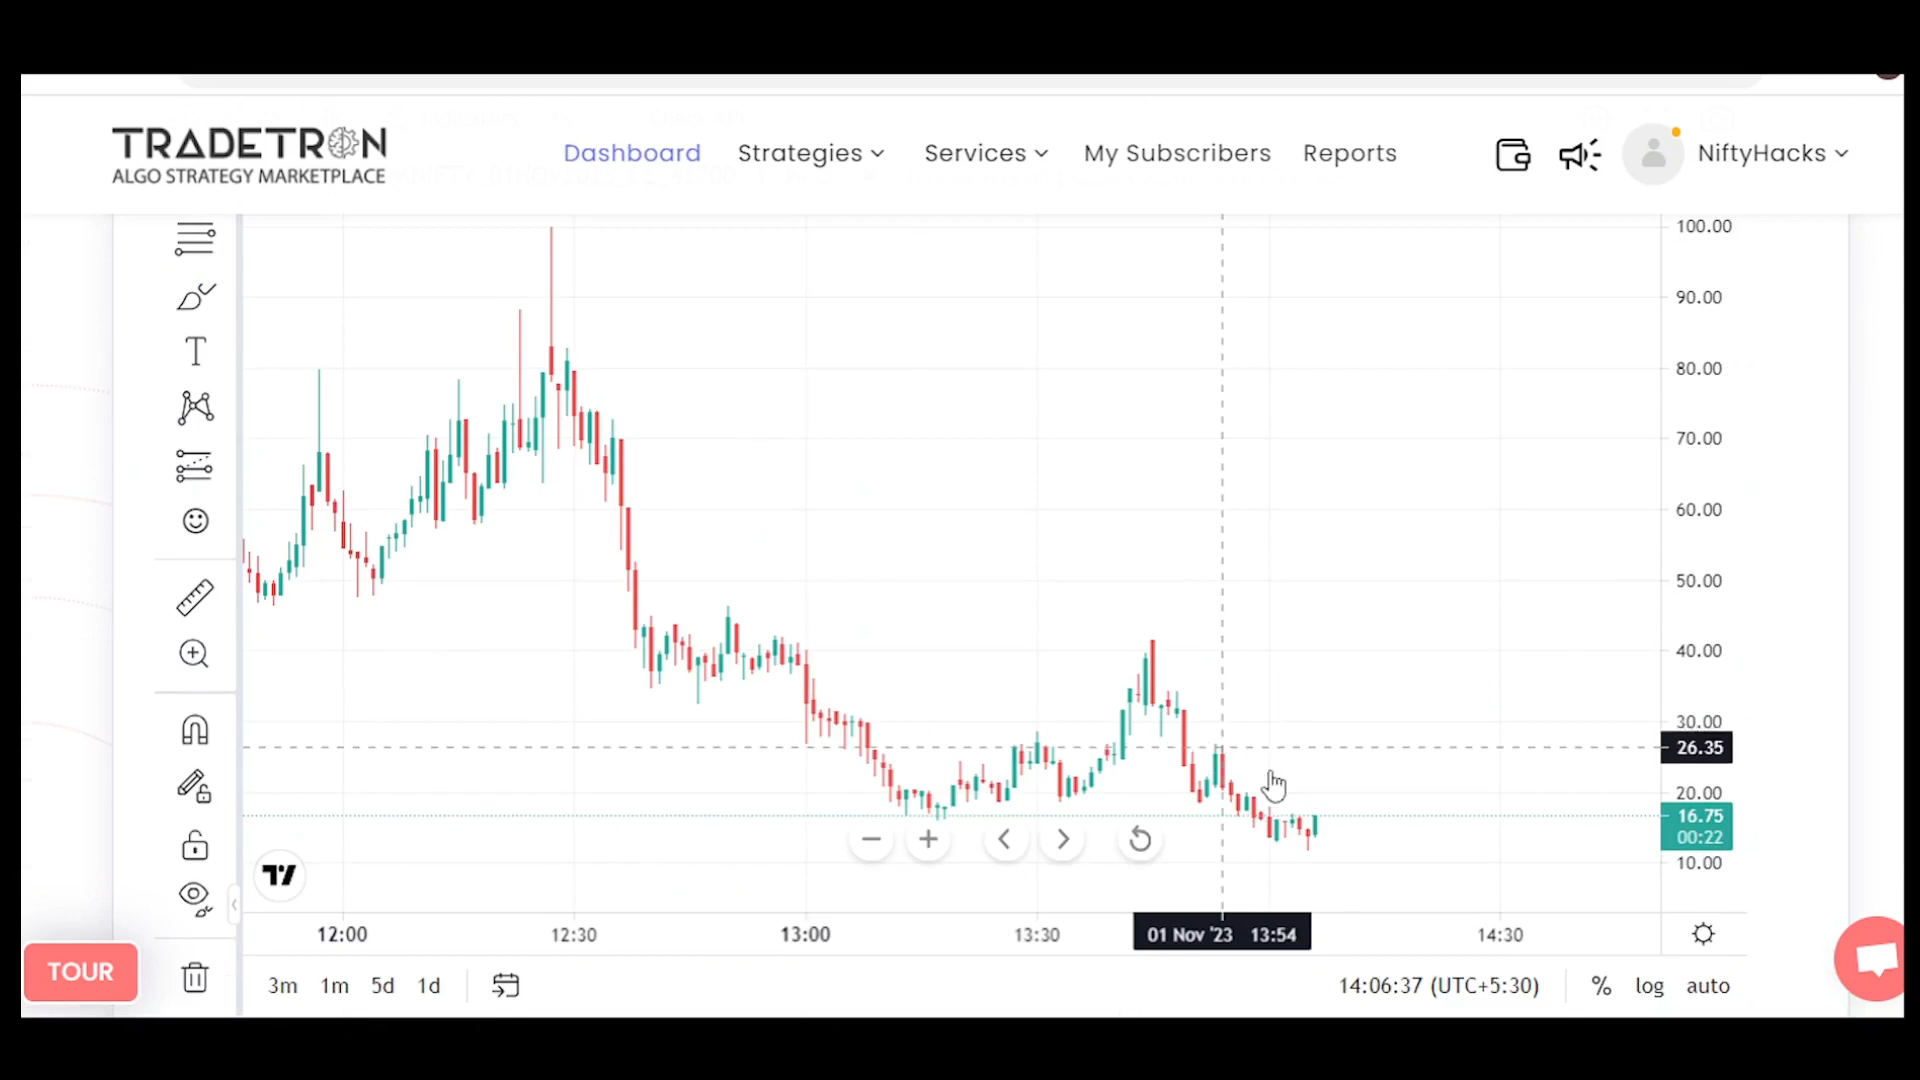 TRADETRON
ALGO STRATEGY MARKETPLACE
Dashboard
Strategies
Services
My Subscribers
Reports
NiftyHacks
100.00
90.00
80.00
70.00
60.00
50.00
40.00
30.00
26.35
20.00
16.75
00:22
10.00
12:00
12:30
13:00
13:30
01 Nov '23 13:54
14:30
TOUR
3m
1m
5d
1d
14:06:37 (UTC+5:30)
%
log
auto